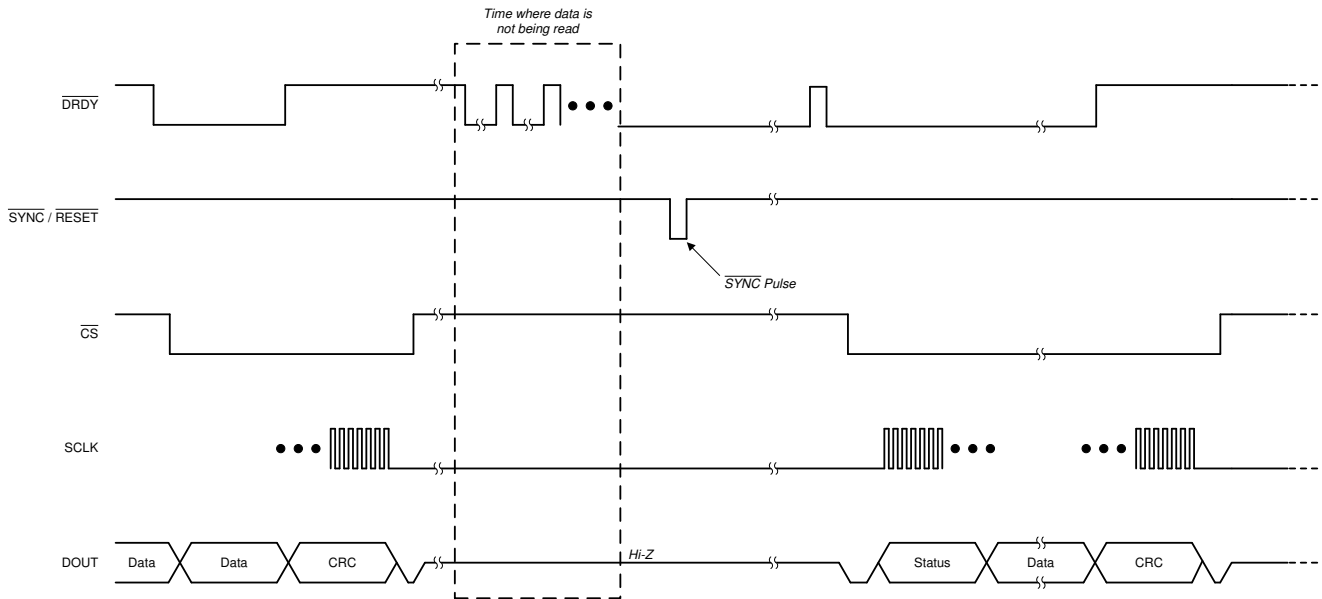 Time where data is
not being read
DRDY
SYNC / RESET
SYNC Pulse
CS
SCLK
DOUT
Data
Data
CRC
Hi-Z
Status
Data
CRC